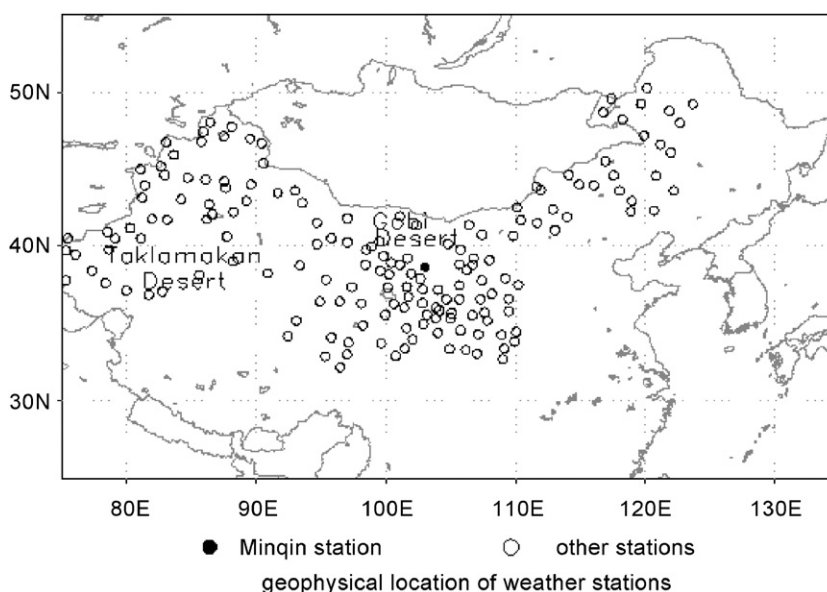 50N
Gobi
40N
Desert
Taklamakan
Desert
30N
80E 90E 100E 110E 120E 130E
Minqin station other stations
geophysical location of weather stations